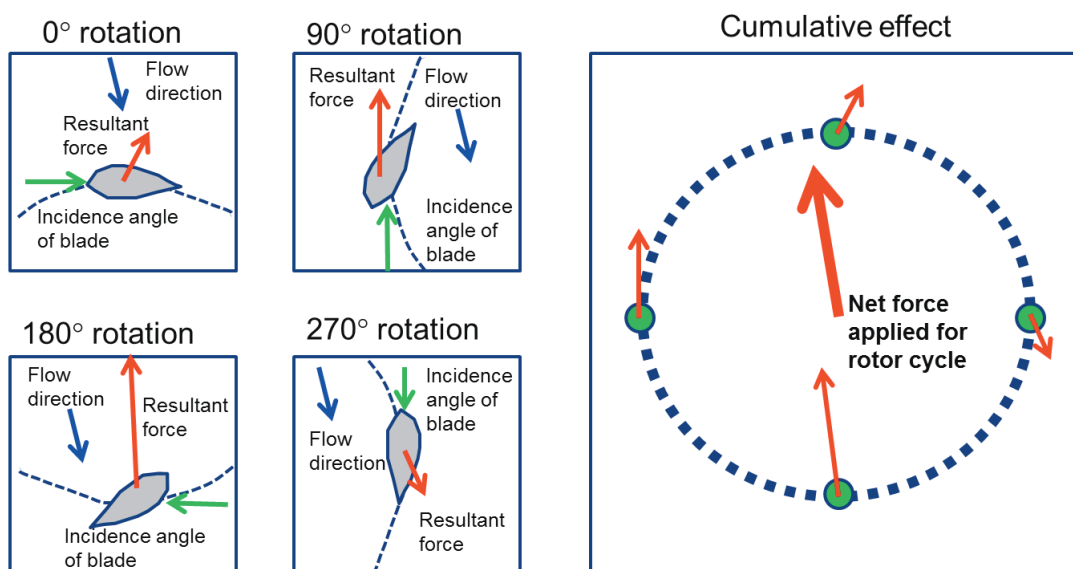 0° rotation
Flow
direction
Resultant
force
Incidence angle
of blade
90° rotation
Resultant
force
Flow
direction
Incidence
angle of
blade
180° rotation
Flow
direction
Resultant
force
Incidence angle
of blade
270° rotation
Incidence
angle of
blade
Flow
direction
Resultant
force
Cumulative effect
Net force
applied for
rotor cycle